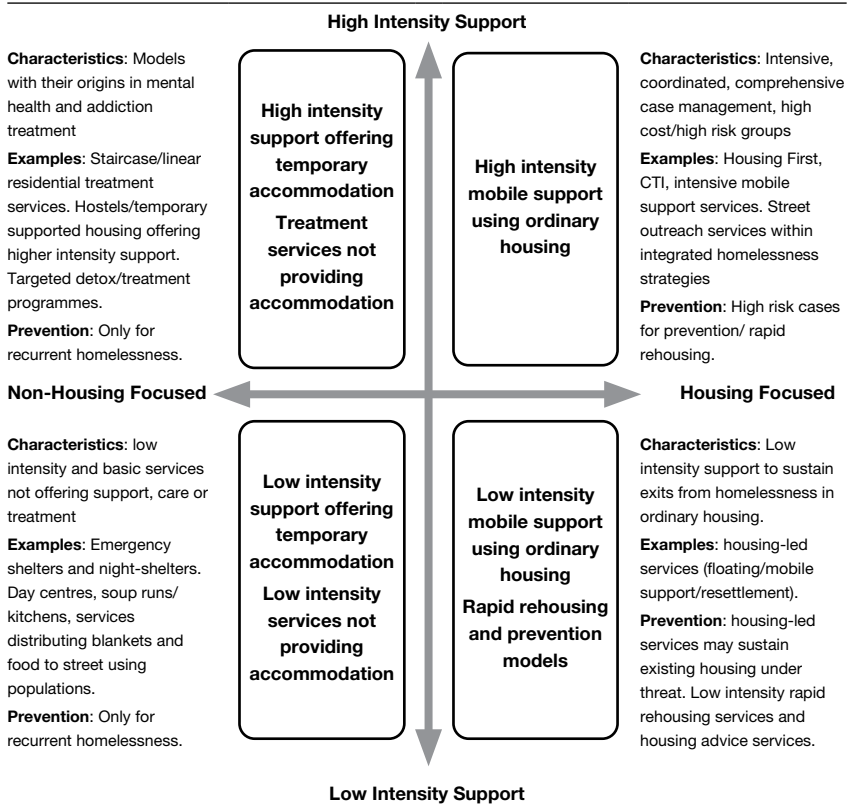 High Intensity Support
Characteristics: Models
with their origins in mental
health and addiction
treatment
Examples: Staircase/linear
residential treatment
services. Hostels/temporary
supported housing offering
higher intensity support.
Targeted detox/treatment
programmes.
Prevention: Only for
recurrent homelessness.
High intensity
support offering
temporary
accommodation
Treatment
services not
providing
accommodation
High intensity
mobile support
using ordinary
housing
Characteristics: Intensive,
coordinated, comprehensive
case management, high
cost/high risk groups
Examples: Housing First,
CTI, intensive mobile
support services. Street
outreach services within
integrated homelessness
strategies
Prevention: High risk cases
for prevention/ rapid
rehousing.
Non-Housing Focused
Housing Focused
Characteristics: low
intensity and basic services
not offering support, care or
treatment
Examples: Emergency
shelters and night-shelters.
Day centres, soup runs/
kitchens, services
distributing blankets and
food to street using
populations.
Prevention: Only for
recurrent homelessness.
Low intensity
support offering
temporary
accommodation
Low intensity
services not
providing
accommodation
Low intensity
mobile support
using ordinary
housing
Rapid rehousing
and prevention
models
Characteristics: Low
intensity support to sustain
exits from homelessness in
ordinary housing.
Examples: housing-led
services (floating/mobile
support/resettlement).
Prevention: housing-led
services may sustain
existing housing under
threat. Low intensity rapid
rehousing services and
housing advice services.
Low Intensity Support